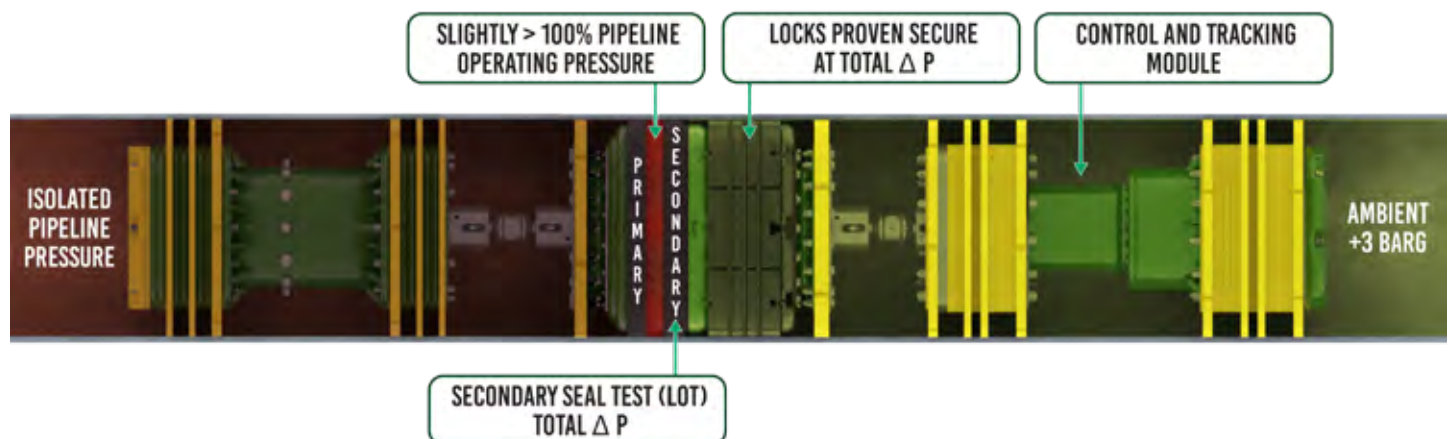 SLIGHTLY > 100% PIPELINE
OPERATING PRESSURE
LOCKS PROVEN SECURE
AT TOTAL Δ P
CONTROL AND TRACKING
MODULE
ISOLATED
PIPELINE
PRESSURE
PRIMARY
SECONDARY
AMBIENT
+3 BARG
SECONDARY SEAL TEST (LOT)
TOTAL Δ P